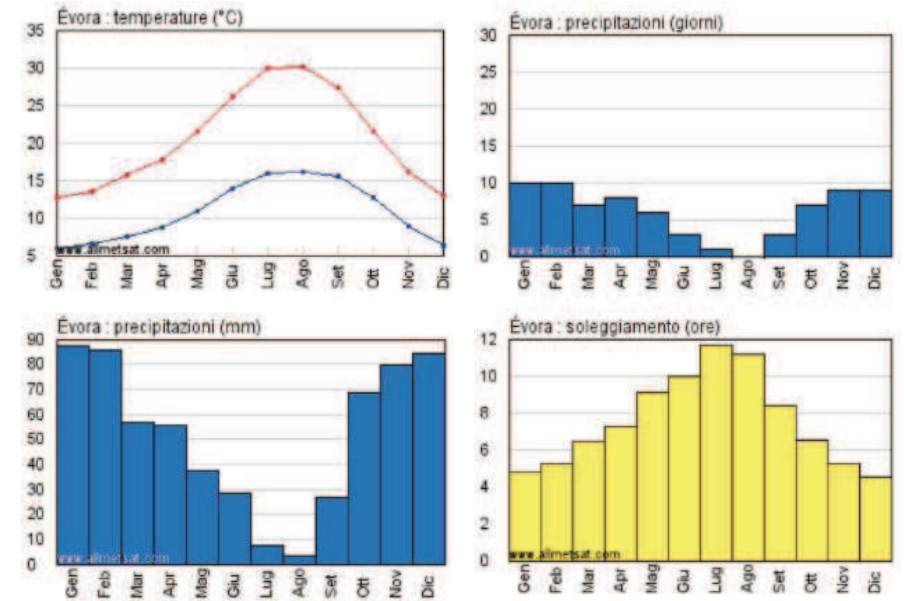 Évora : temperature (°C)
35
30
25
20
15
10
5
www.allmetsat.com
Gen Feb Mar Apr Mag Giu Lug Ago Set Ott Nov Dic
Évora : precipitazioni (giorni)
30
25
20
15
10
5
0
www.allmetsat.com
Gen Feb Mar Apr Mag Giu Lug Ago Set Ott Nov Dic
Évora : precipitazioni (mm)
90
80
70
60
50
40
30
20
10
0
www.allmetsat.com
Gen Feb Mar Apr Mag Giu Lug Ago Set Ott Nov Dic
Évora : soleggiamento (ore)
12
10
8
6
4
2
0
www.allmetsat.com
Gen Feb Mar Apr Mag Giu Lug Ago Set Ott Nov Dic